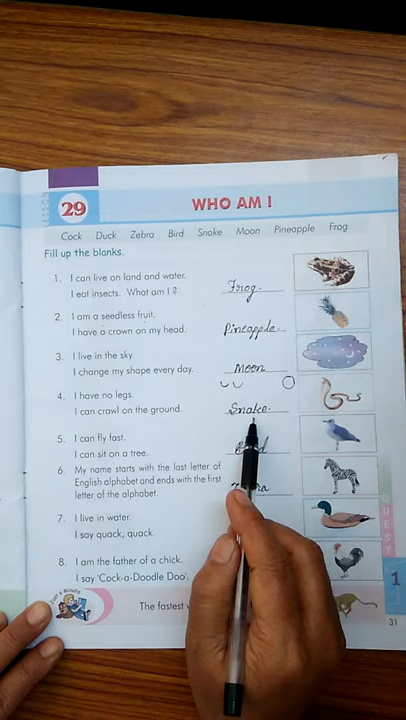 LESSON
29
WHO AM I
Cock Duck Zebra Bird Snake Moon Pineapple Frog
Fill up the blanks.
1. I can live on land and water.
I eat insects. What am I ?
Frog.
2. I am a seedless fruit.
I have a crown on my head.
Pineapple.
3. I live in the sky.
I change my shape every day.
Moon
4. I have no legs.
I can crawl on the ground.
Snake.
5. I can fly fast.
I can sit on a tree.
6. My name starts with the last letter of
English alphabet and ends with the first
letter of the alphabet.
7. I live in water.
I say quack, quack.
8. I am the father of a chick.
I say 'Cock-a-Doodle Doo'.
Just a Minute
The fastest
QUEST
1
31